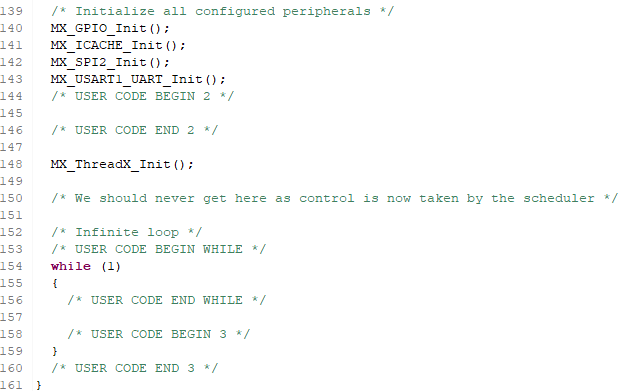 139 /* Initialize all configured peripherals */
140 MX_GPIO_Init();
141 MX_ICACHE_Init();
142 MX_SPI2_Init();
143 MX_USART1_UART_Init();
144 /* USER CODE BEGIN 2 */
145
146 /* USER CODE END 2 */
147
148 MX_ThreadX_Init();
149
150 /* We should never get here as control is now taken by the scheduler */
151
152 /* Infinite loop */
153 /* USER CODE BEGIN WHILE */
154 while (1)
155 {
156 /* USER CODE END WHILE */
157
158 /* USER CODE BEGIN 3 */
159 }
160 /* USER CODE END 3 */
161 }